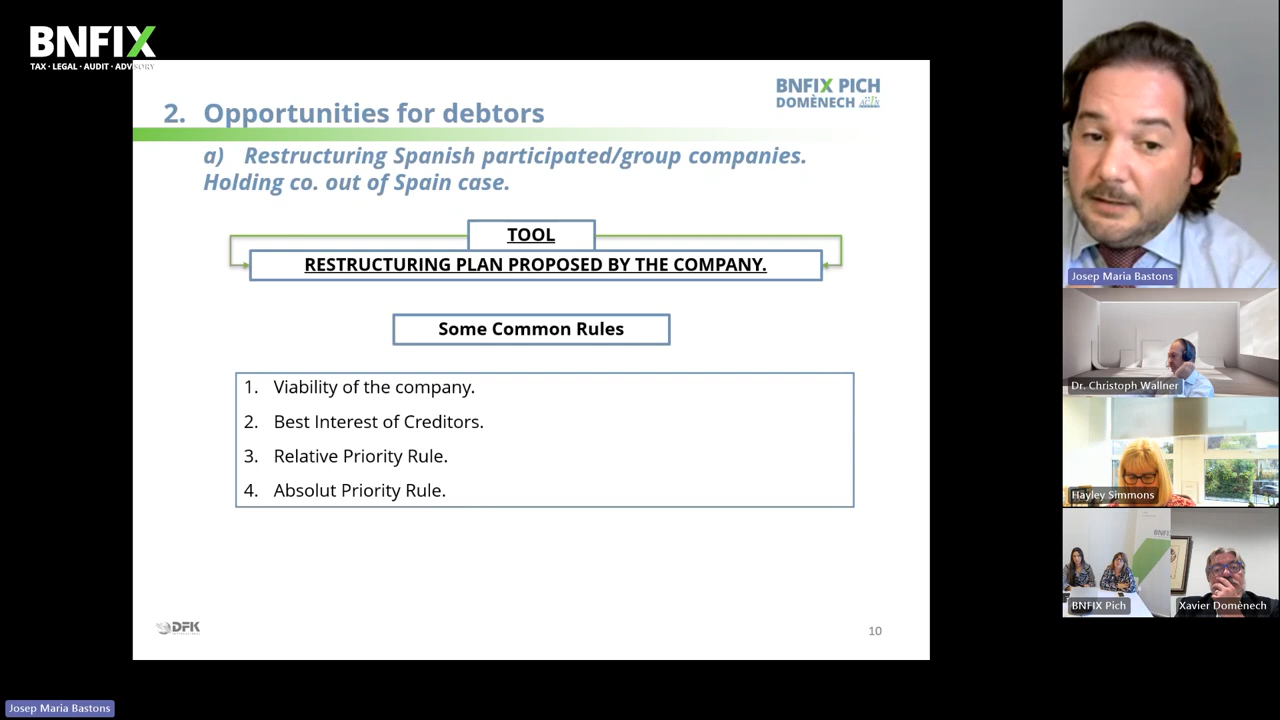 BNFIX
TAX · LEGAL · AUDIT · ADVISORY
BNFIX PICH
DOMÈNECH
2. Opportunities for debtors
a) Restructuring Spanish participated/group companies.
Holding co. out of Spain case.
TOOL
RESTRUCTURING PLAN PROPOSED BY THE COMPANY.
Some Common Rules
1. Viability of the company.
2. Best Interest of Creditors.
3. Relative Priority Rule.
4. Absolut Priority Rule.
DFK
10
Josep Maria Bastons
Dr. Christoph Wallner
Hayley Simmons
BNFIX Pich
Xavier Domènech
Josep Maria Bastons